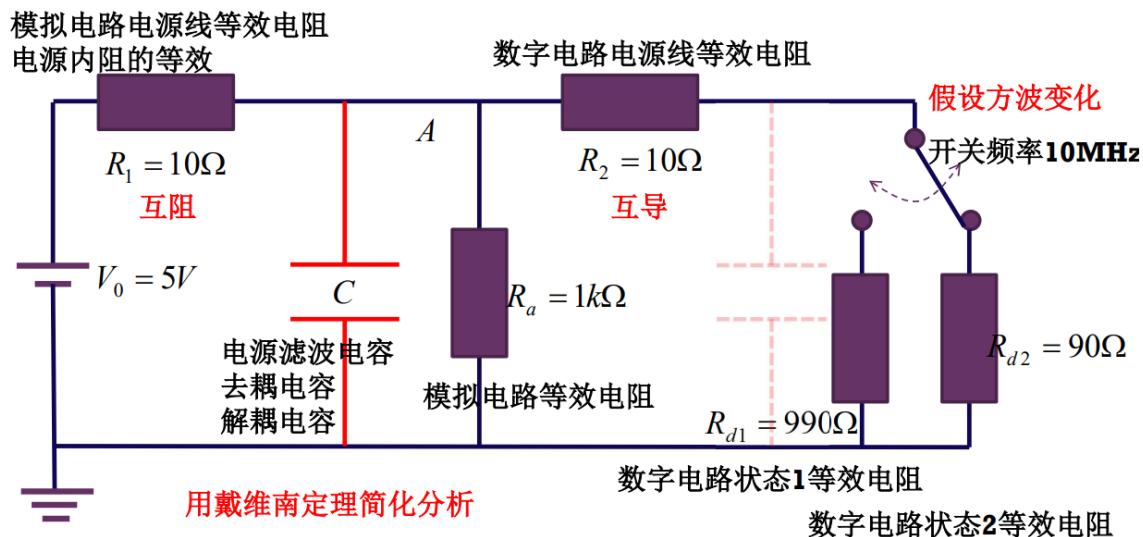 模拟电路电源线等效电阻
电源内阻的等效
数字电路电源线等效电阻
假设方波变化
A
开关频率10MHz
R₁ = 10Ω
R₂ = 10Ω
互阻
互导
V₀ = 5V
C
Rₐ = 1kΩ
电源滤波电容
去耦电容
解耦电容
模拟电路等效电阻
R_{d2} = 90Ω
R_{d1} = 990Ω
数字电路状态1等效电阻
用戴维南定理简化分析
数字电路状态2等效电阻